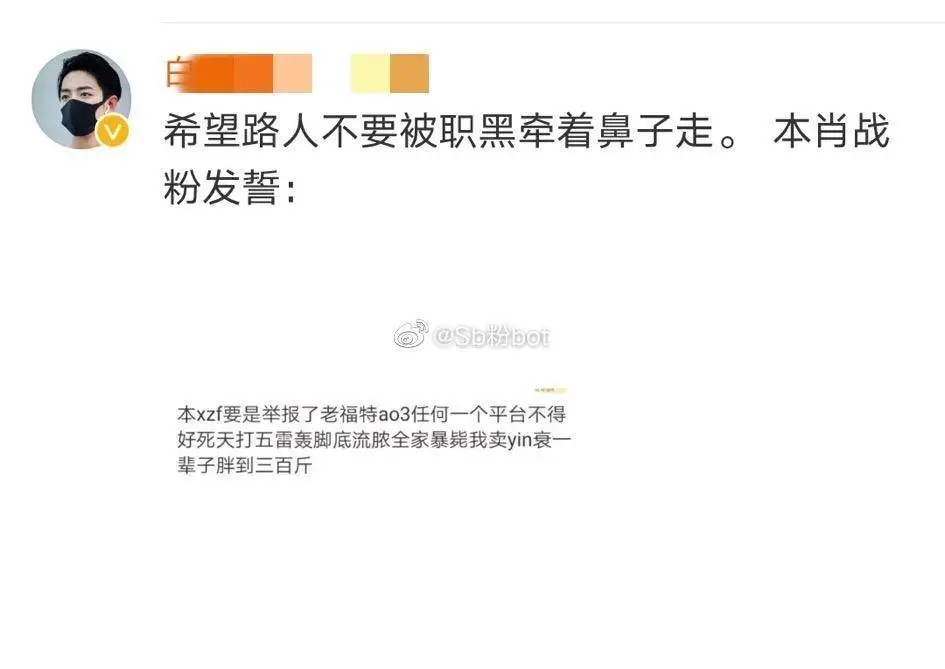 白
希望路人不要被职黑牵着鼻子走。 本肖战
粉发誓：
@Sb粉bot
本xzf要是举报了老福特ao3任何一个平台不得
好死天打五雷轰脚底流脓全家暴毙我卖yin衰一
辈子胖到三百斤